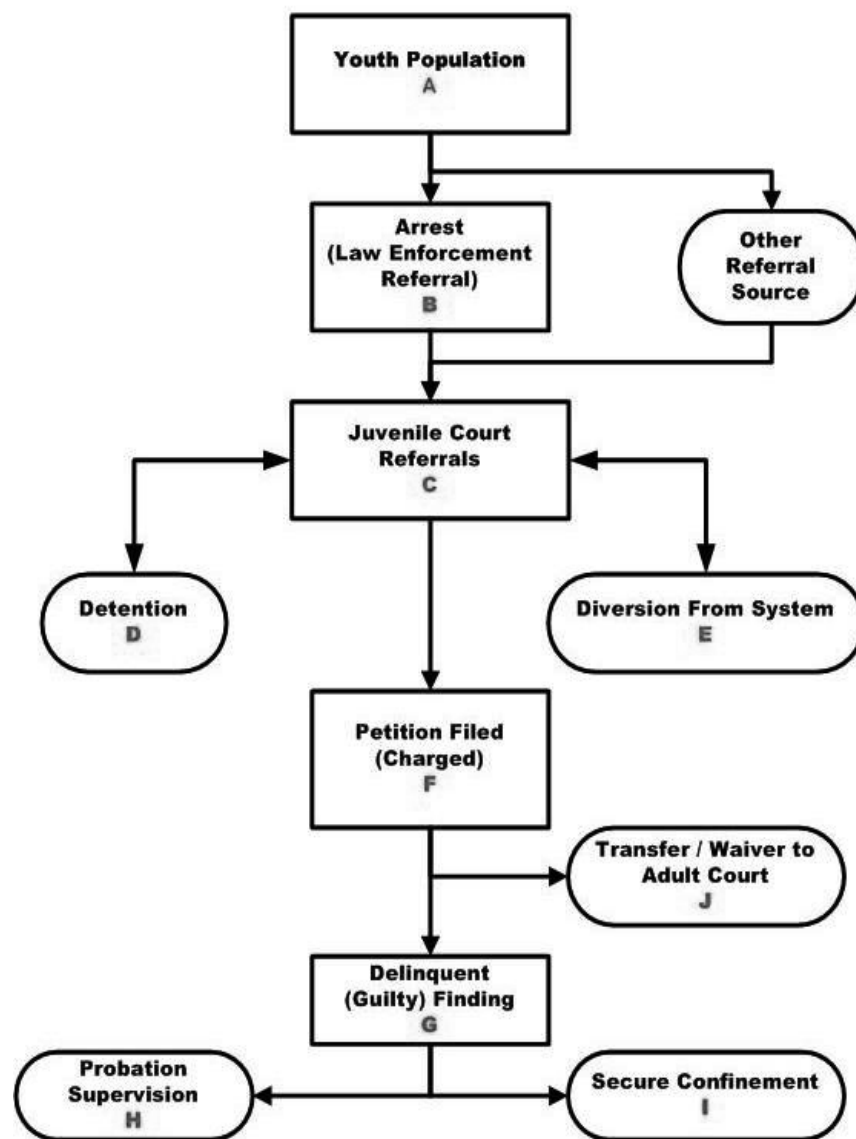 Youth Population
A
Arrest
(Law Enforcement
Referral)
B
Other
Referral
Source
Juvenile Court
Referrals
C
Detention
D
Diversion From System
E
Petition Filed
(Charged)
F
Transfer / Waiver to
Adult Court
J
Delinquent
(Guilty) Finding
G
Probation
Supervision
H
Secure Confinement
I